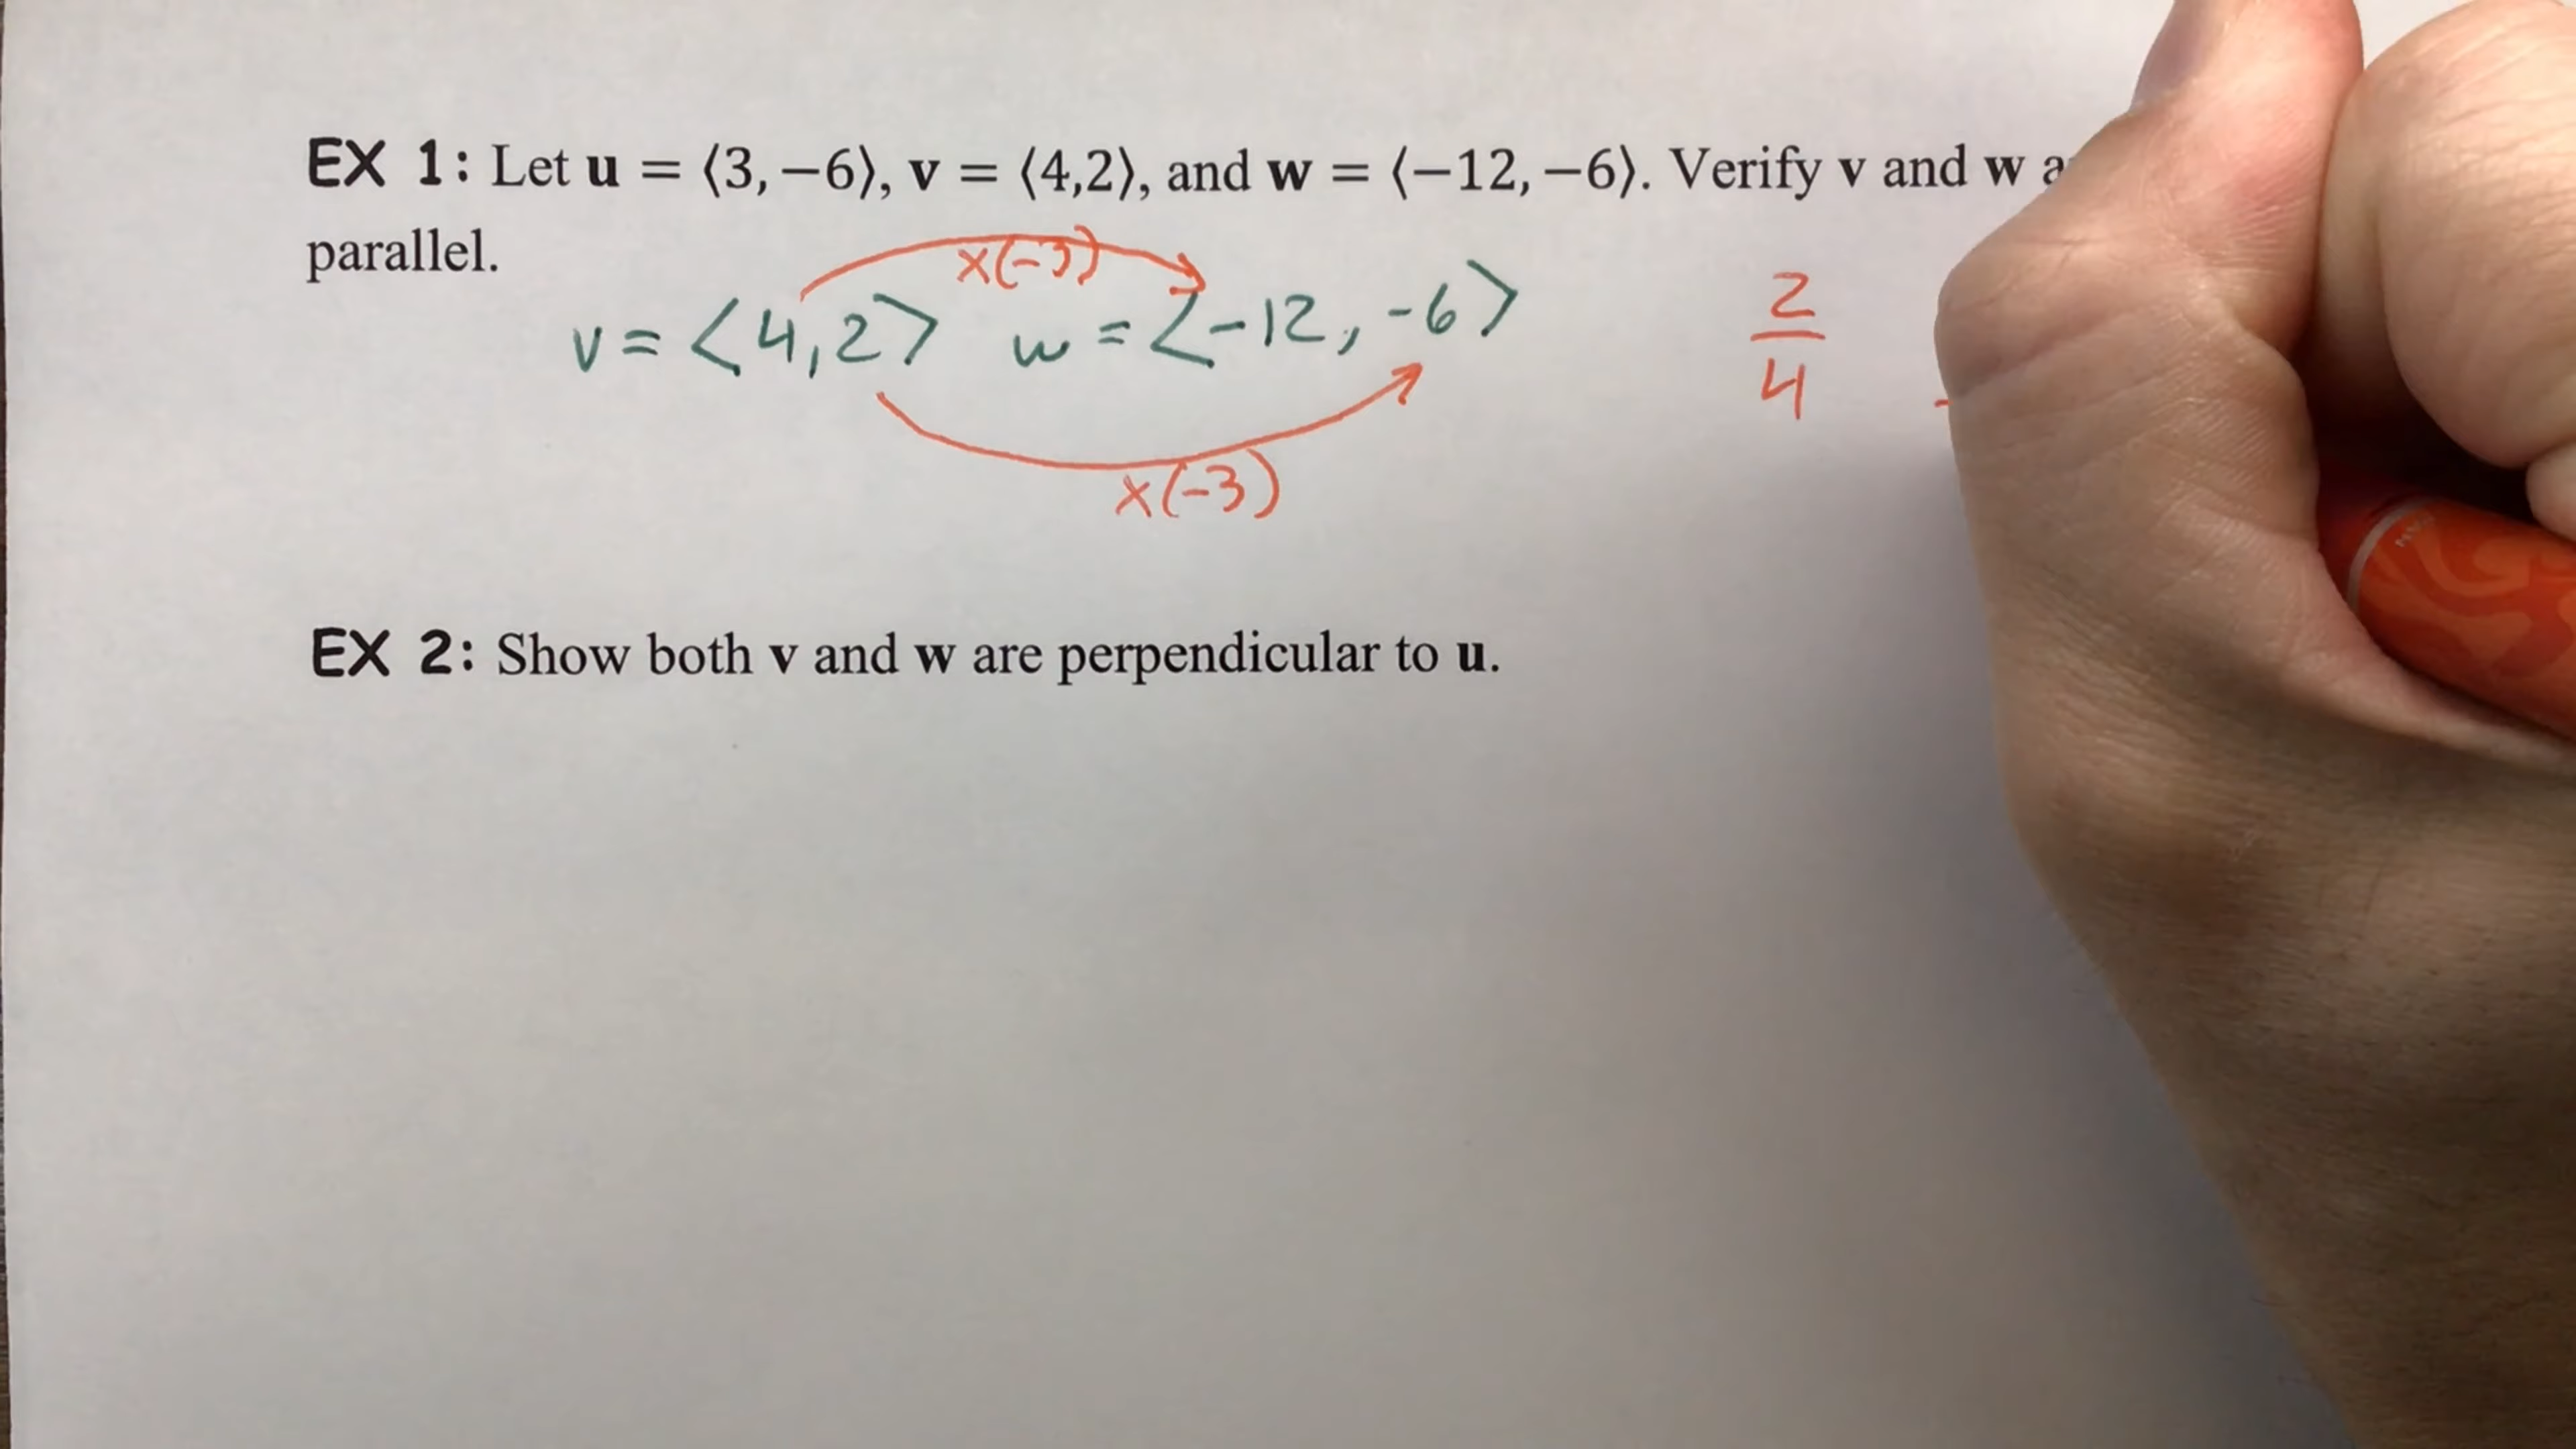 EX 1: Let u = ⟨3, −6⟩, v = ⟨4,2⟩, and w = ⟨−12, −6⟩. Verify v and w
parallel.
x(-3)
v = <4,2> w = <-12, -6>
x(-3)
2
4
EX 2: Show both v and w are perpendicular to u.